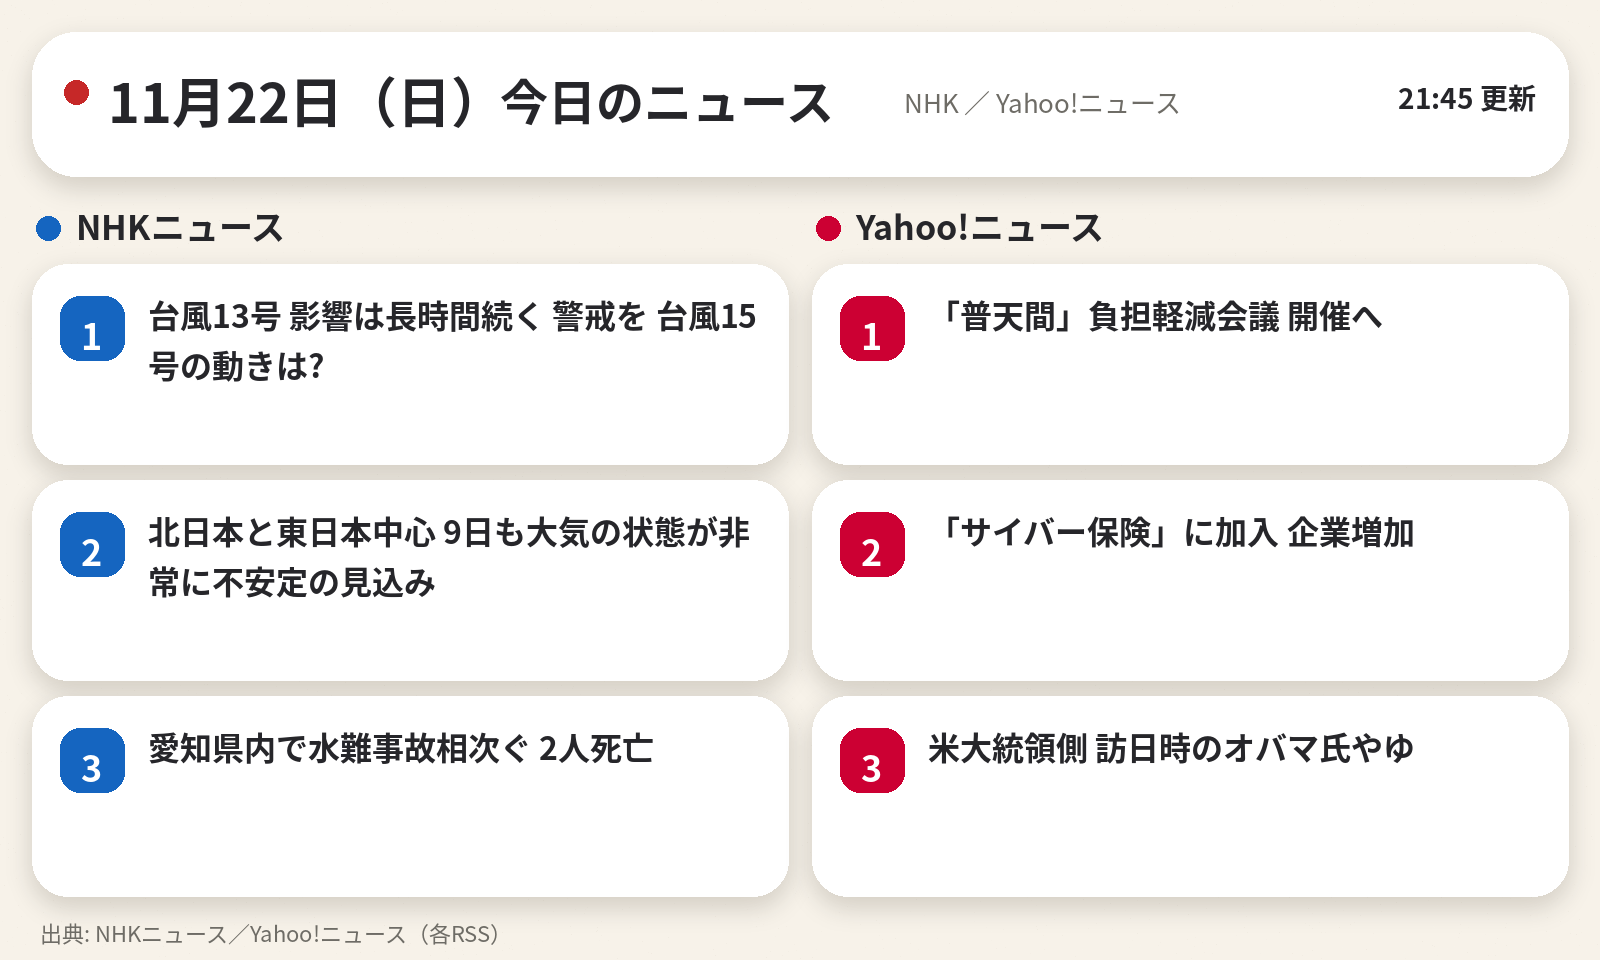 11月22日（日）今日のニュース
NHK ／ Yahoo!ニュース
21:45 更新
NHKニュース
1
台風13号 影響は長時間続く 警戒を 台風15
号の動きは?
2
北日本と東日本中心 9日も大気の状態が非
常に不安定の見込み
3
愛知県内で水難事故相次ぐ 2人死亡
Yahoo!ニュース
1
「普天間」負担軽減会議 開催へ
2
「サイバー保険」に加入 企業増加
3
米大統領側 訪日時のオバマ氏やゆ
出典: NHKニュース／Yahoo!ニュース（各RSS）